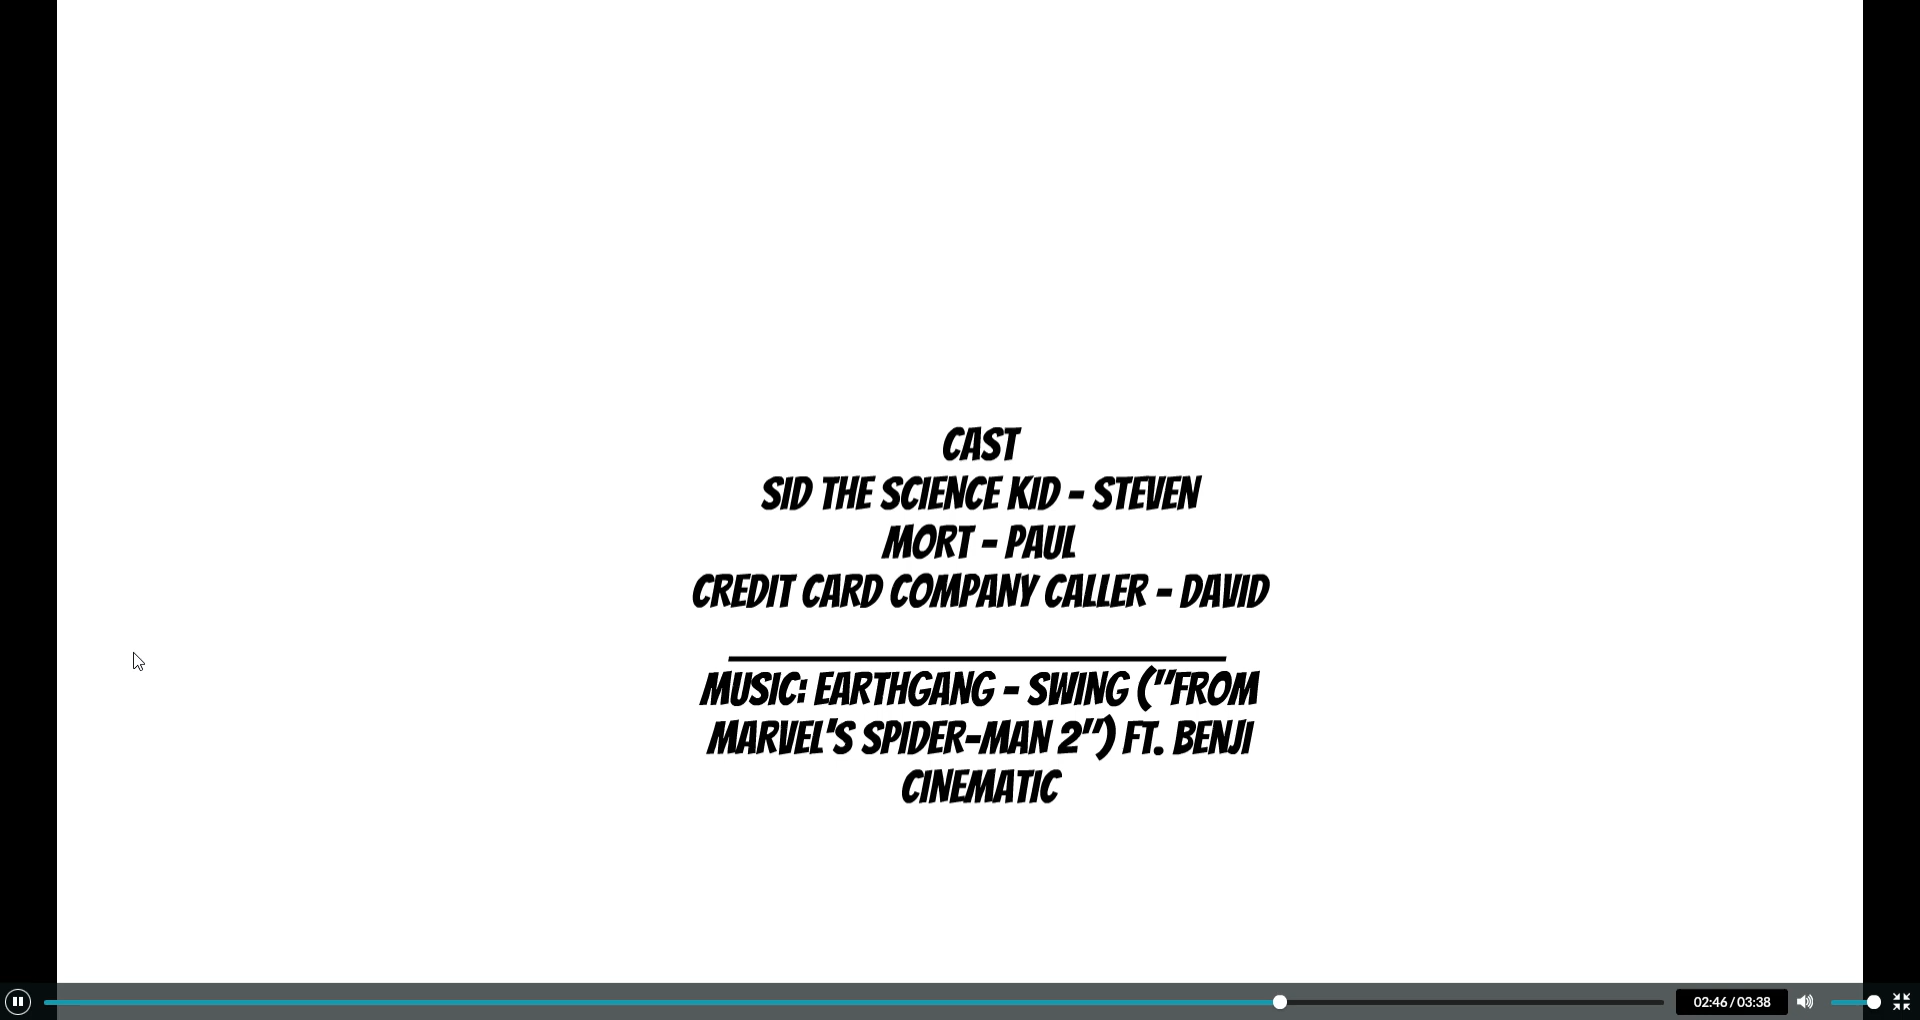 CAST
SID THE SCIENCE KID - STEVEN
MORT - PAUL
CREDIT CARD COMPANY CALLER - DAVID
MUSIC: EARTHGANG - SWING ("FROM
MARVEL'S SPIDER-MAN 2") FT. BENJI
CINEMATIC
02:46 / 03:38